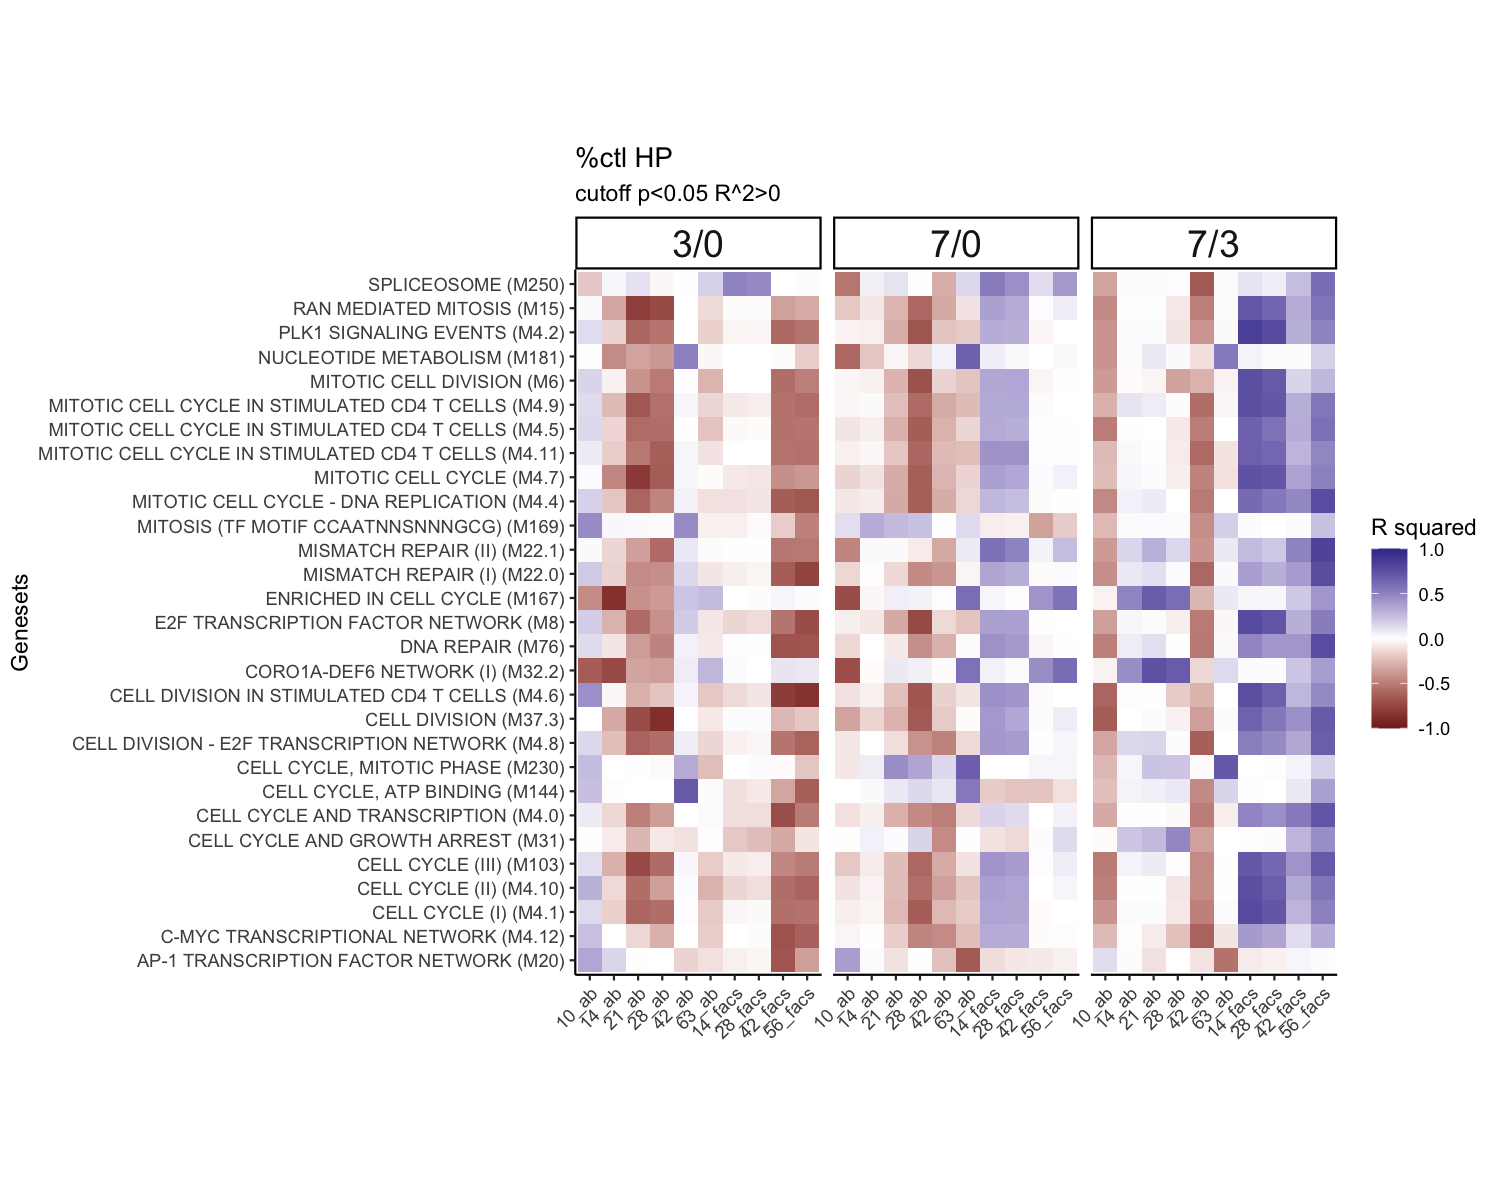 %ctl HP
cutoff p<0.05 R^2>0
3/0
7/0
7/3
SPLICEOSOME (M250)
RAN MEDIATED MITOSIS (M15)
PLK1 SIGNALING EVENTS (M4.2)
NUCLEOTIDE METABOLISM (M181)
MITOTIC CELL DIVISION (M6)
MITOTIC CELL CYCLE IN STIMULATED CD4 T CELLS (M4.9)
MITOTIC CELL CYCLE IN STIMULATED CD4 T CELLS (M4.5)
MITOTIC CELL CYCLE IN STIMULATED CD4 T CELLS (M4.11)
MITOTIC CELL CYCLE (M4.7)
MITOTIC CELL CYCLE - DNA REPLICATION (M4.4)
MITOSIS (TF MOTIF CCAATNNSNNNGCG) (M169)
MISMATCH REPAIR (II) (M22.1)
MISMATCH REPAIR (I) (M22.0)
ENRICHED IN CELL CYCLE (M167)
E2F TRANSCRIPTION FACTOR NETWORK (M8)
DNA REPAIR (M76)
CORO1A-DEF6 NETWORK (I) (M32.2)
CELL DIVISION IN STIMULATED CD4 T CELLS (M4.6)
CELL DIVISION (M37.3)
CELL DIVISION - E2F TRANSCRIPTION NETWORK (M4.8)
CELL CYCLE, MITOTIC PHASE (M230)
CELL CYCLE, ATP BINDING (M144)
CELL CYCLE AND TRANSCRIPTION (M4.0)
CELL CYCLE AND GROWTH ARREST (M31)
CELL CYCLE (III) (M103)
CELL CYCLE (II) (M4.10)
CELL CYCLE (I) (M4.1)
C-MYC TRANSCRIPTIONAL NETWORK (M4.12)
AP-1 TRANSCRIPTION FACTOR NETWORK (M20)
Genesets
10_ab
14_ab
21_ab
28_ab
42_ab
63_ab
14_facs
28_facs
42_facs
56_facs
10_ab
14_ab
21_ab
28_ab
42_ab
63_ab
14_facs
28_facs
42_facs
56_facs
10_ab
14_ab
21_ab
28_ab
42_ab
63_ab
14_facs
28_facs
42_facs
56_facs
R squared
1.0
0.5
0.0
-0.5
-1.0